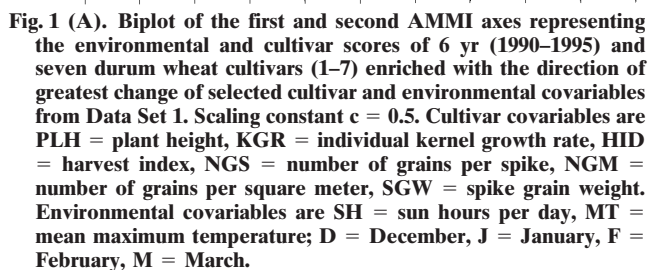 Fig. 1 (A). Biplot of the first and second AMMI axes representing
the environmental and cultivar scores of 6 yr (1990–1995) and
seven durum wheat cultivars (1–7) enriched with the direction of
greatest change of selected cultivar and environmental covariables
from Data Set 1. Scaling constant c = 0.5. Cultivar covariables are
PLH = plant height, KGR = individual kernel growth rate, HID
= harvest index, NGS = number of grains per spike, NGM =
number of grains per square meter, SGW = spike grain weight.
Environmental covariables are SH = sun hours per day, MT =
mean maximum temperature; D = December, J = January, F =
February, M = March.